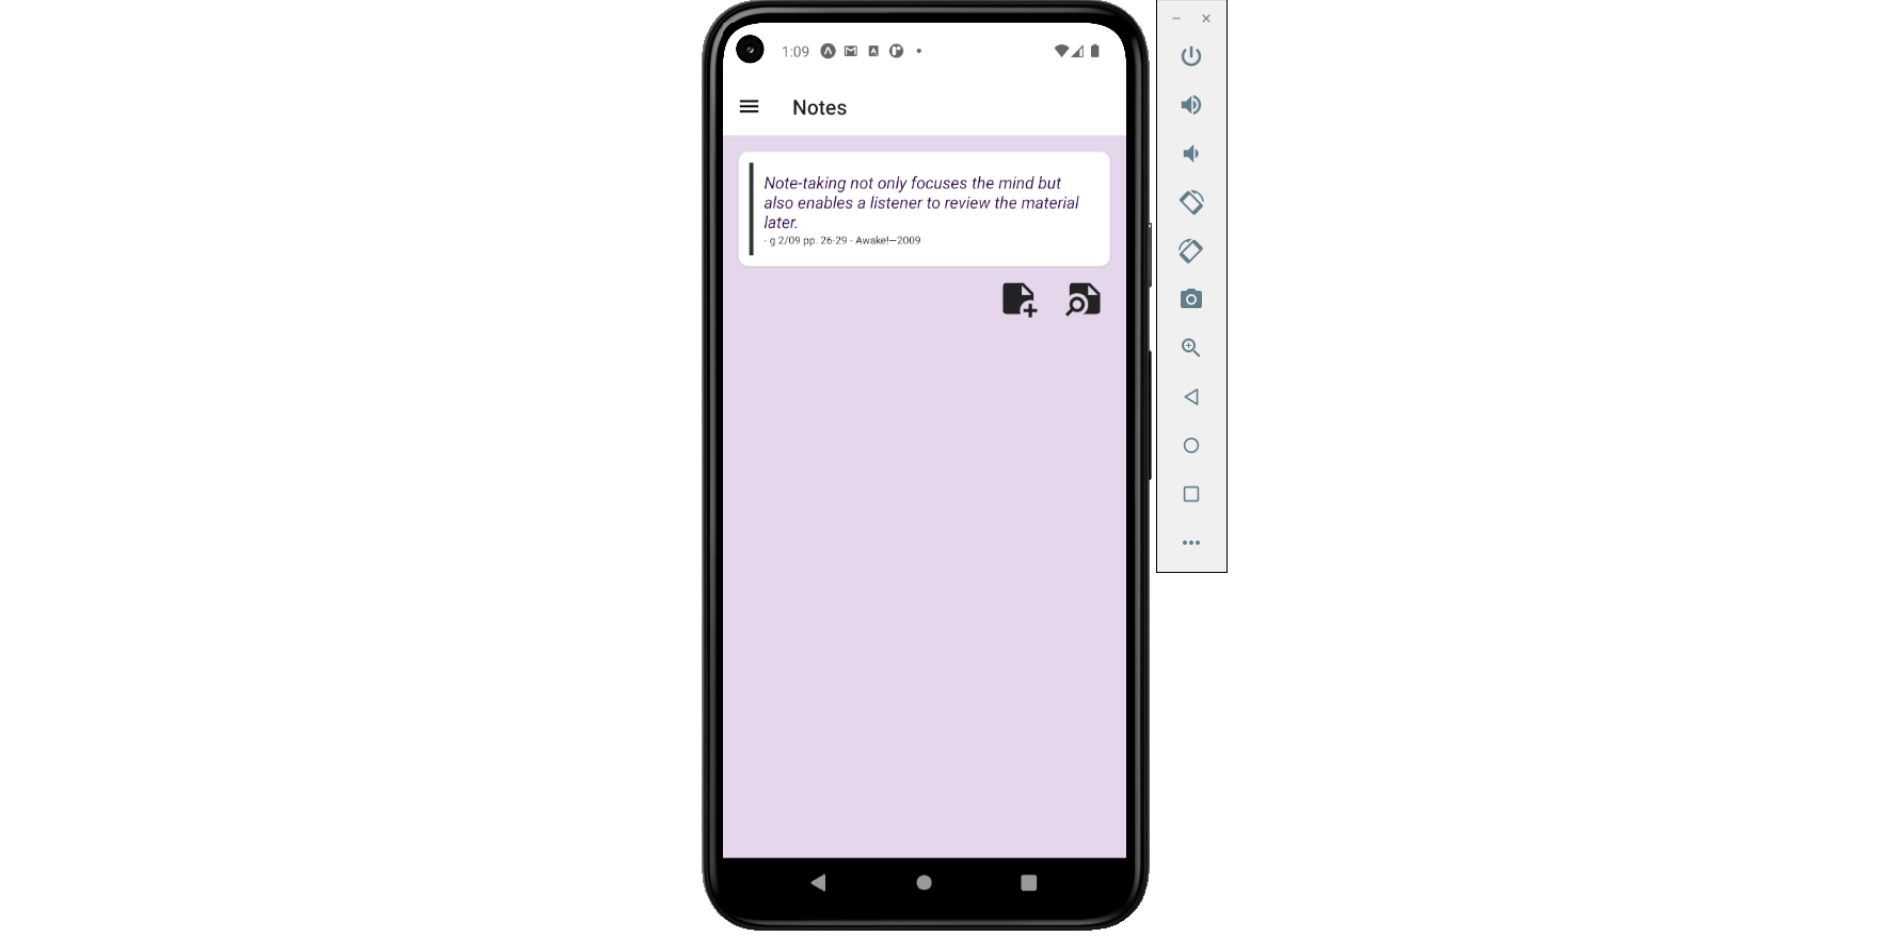 1:09
Notes
Note-taking not only focuses the mind but
also enables a listener to review the material
later.
- g 2/09 pp. 26-29 - Awake!—2009